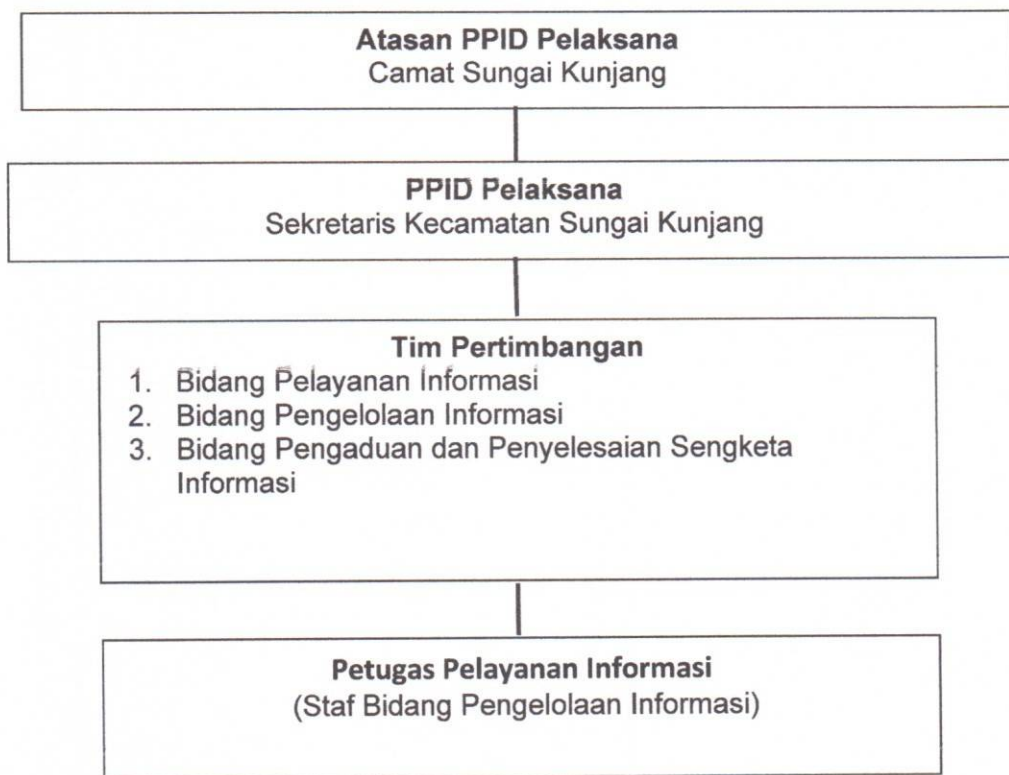 Atasan PPID Pelaksana
Camat Sungai Kunjang
PPID Pelaksana
Sekretaris Kecamatan Sungai Kunjang
Tim Pertimbangan
1. Bidang Pelayanan Informasi
2. Bidang Pengelolaan Informasi
3. Bidang Pengaduan dan Penyelesaian Sengketa
Informasi
Petugas Pelayanan Informasi
(Staf Bidang Pengelolaan Informasi)